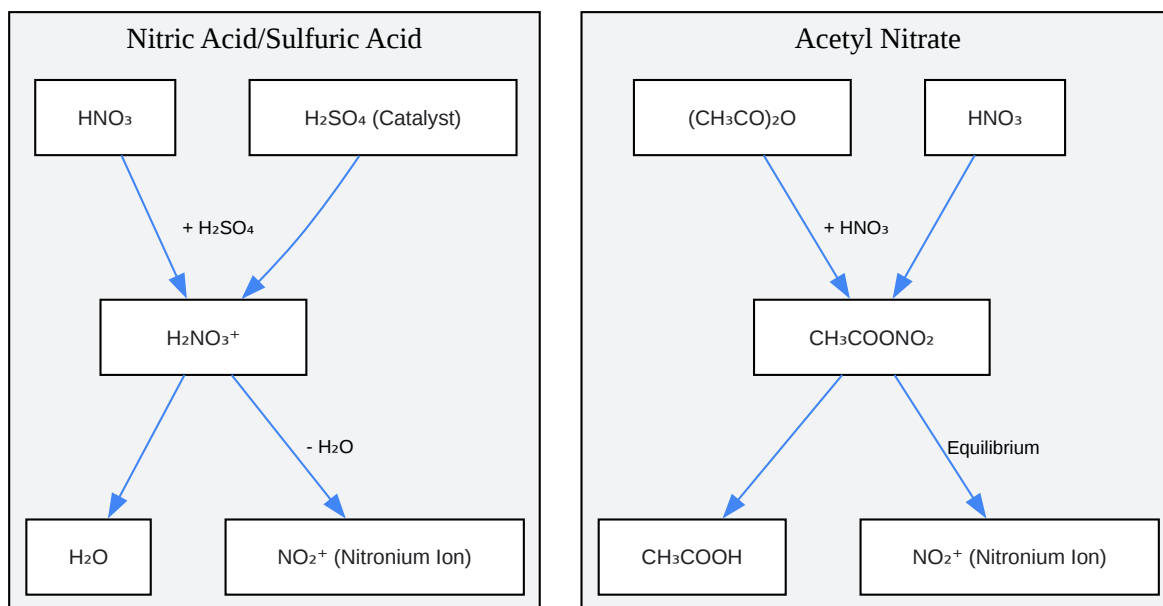 Nitric Acid/Sulfuric Acid
HNO₃
H₂SO₄ (Catalyst)
+ H₂SO₄
H₂NO₃⁺
- H₂O
H₂O
NO₂⁺ (Nitronium Ion)
Acetyl Nitrate
(CH₃CO)₂O
HNO₃
+ HNO₃
CH₃COONO₂
Equilibrium
CH₃COOH
NO₂⁺ (Nitronium Ion)